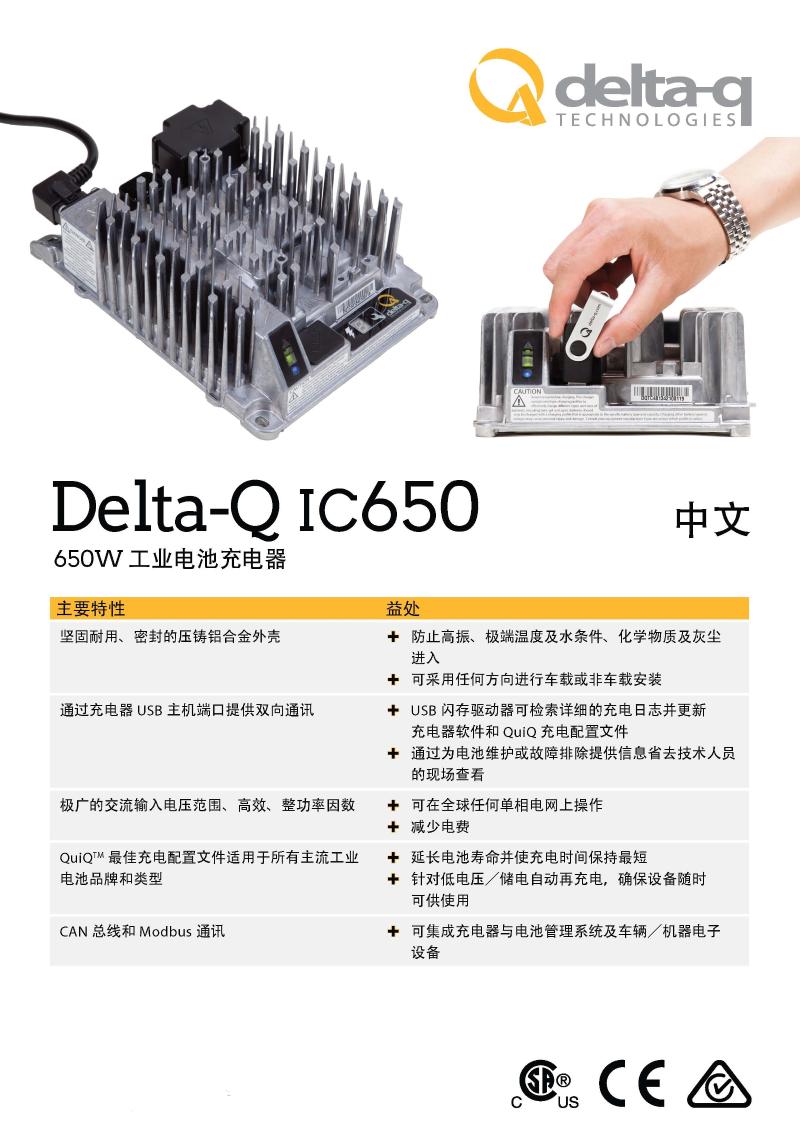 delta-q
TECHNOLOGIES
delta-q
delta-q.com
CAUTION
Delta-Q IC650
中文
650W 工业电池充电器
主要特性
益处
坚固耐用、密封的压铸铝合金外壳
✚ 防止高振、极端温度及水条件、化学物质及灰尘
进入
✚ 可采用任何方向进行车载或非车载安装
通过充电器 USB 主机端口提供双向通讯
✚ USB 闪存驱动器可检索详细的充电日志并更新
充电器软件和 QuiQ 充电配置文件
✚ 通过为电池维护或故障排除提供信息省去技术人员
的现场查看
极广的交流输入电压范围、高效、整功率因数
✚ 可在全球任何单相电网上操作
✚ 减少电费
QuiQ™ 最佳充电配置文件适用于所有主流工业
电池品牌和类型
✚ 延长电池寿命并使充电时间保持最短
✚ 针对低电压／储电自动再充电，确保设备随时
可供使用
CAN 总线和 Modbus 通讯
✚ 可集成充电器与电池管理系统及车辆／机器电子
设备
C SA® US
CE